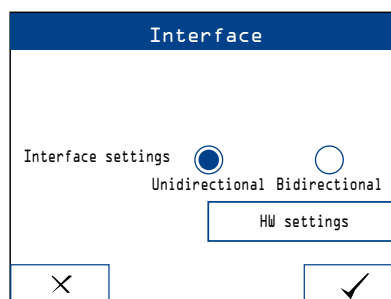 Interface
Interface settings
Unidirectional Bidirectional
HW settings